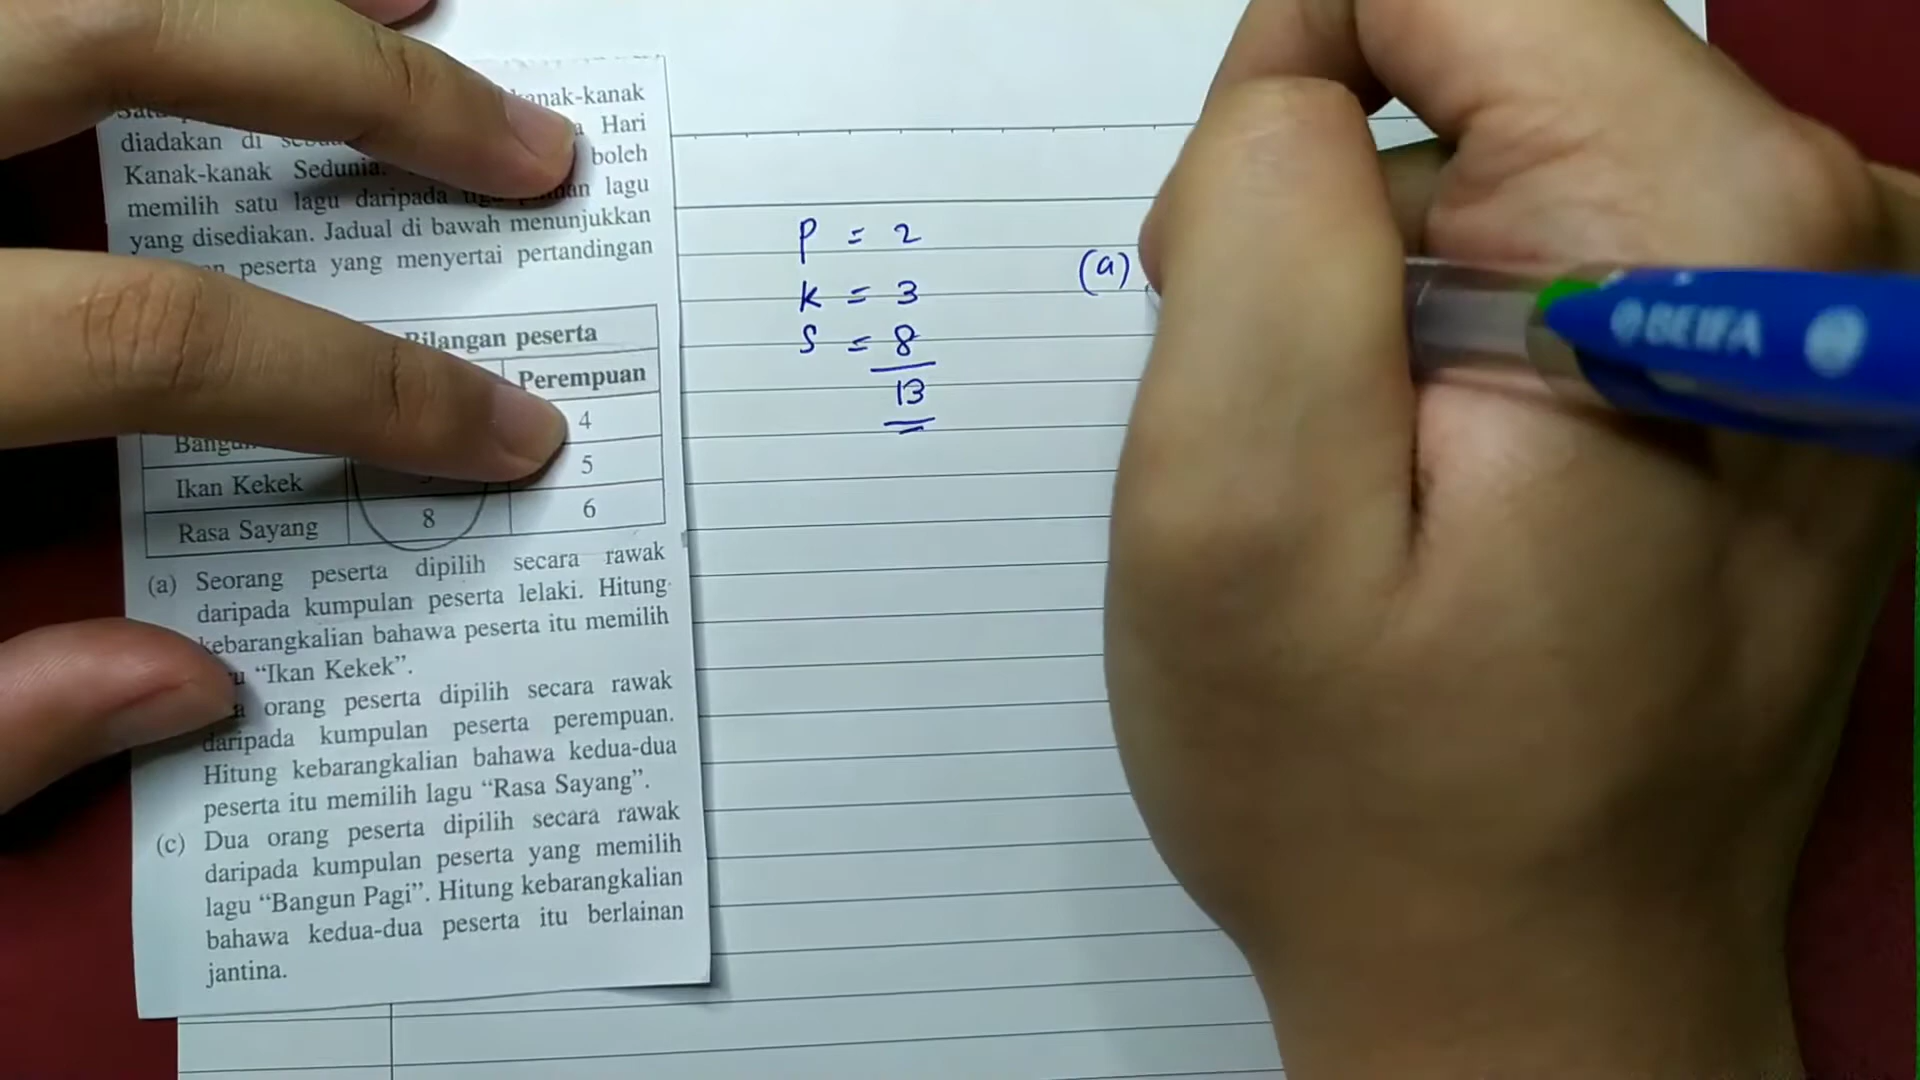 kanak-kanak
diadakan di Hari
Kanak-kanak Sedunia. boleh
memilih satu lagu daripada lagu
yang disediakan. Jadual di bawah menunjukkan
peserta yang menyertai pertandingan
Bilangan peserta
Perempuan
4
5
Ikan Kekek
Rasa Sayang 8 6
(a) Seorang peserta dipilih secara rawak
daripada kumpulan peserta lelaki. Hitung
kebarangkalian bahawa peserta itu memilih
“Ikan Kekek”.
orang peserta dipilih secara rawak
daripada kumpulan peserta perempuan.
Hitung kebarangkalian bahawa kedua-dua
peserta itu memilih lagu “Rasa Sayang”.
(c) Dua orang peserta dipilih secara rawak
daripada kumpulan peserta yang memilih
lagu “Bangun Pagi”. Hitung kebarangkalian
bahawa kedua-dua peserta itu berlainan
jantina.
P = 2
K = 3
S = 8
13
(a)
BEIFA